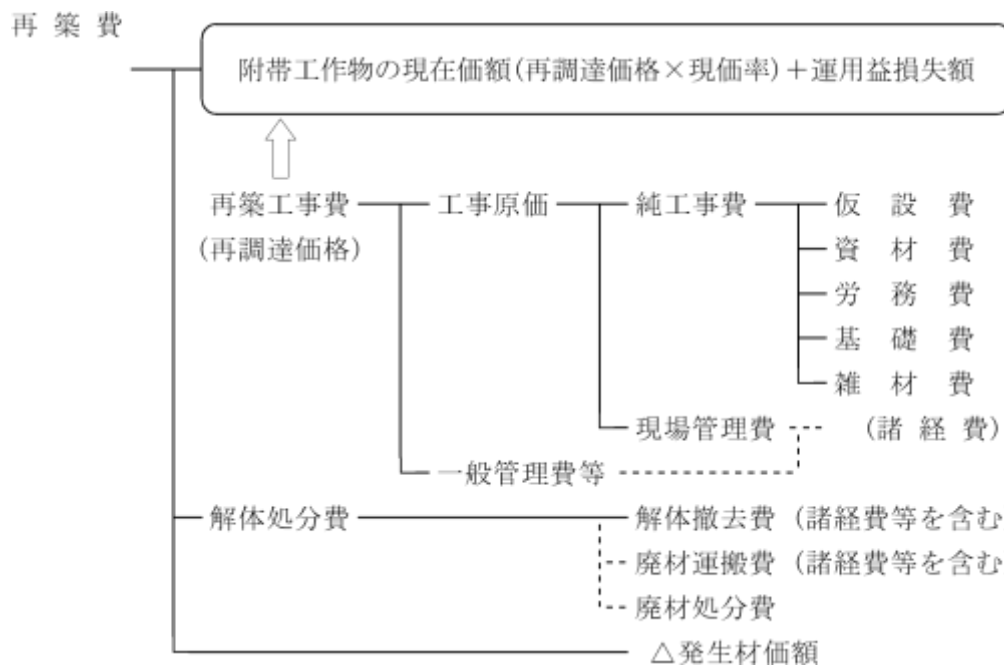 再 築 費
附帯工作物の現在価額(再調達価格×現価率)+運用益損失額
再築工事費 工事原価 純工事費 仮 設 費
(再調達価格) 資 材 費
労 務 費
基 礎 費
雑 材 費
現場管理費 (諸 経 費)
一般管理費等
解体処分費 解体撤去費 (諸経費等を含む
廃材運搬費 (諸経費等を含む
廃材処分費
△発生材価額